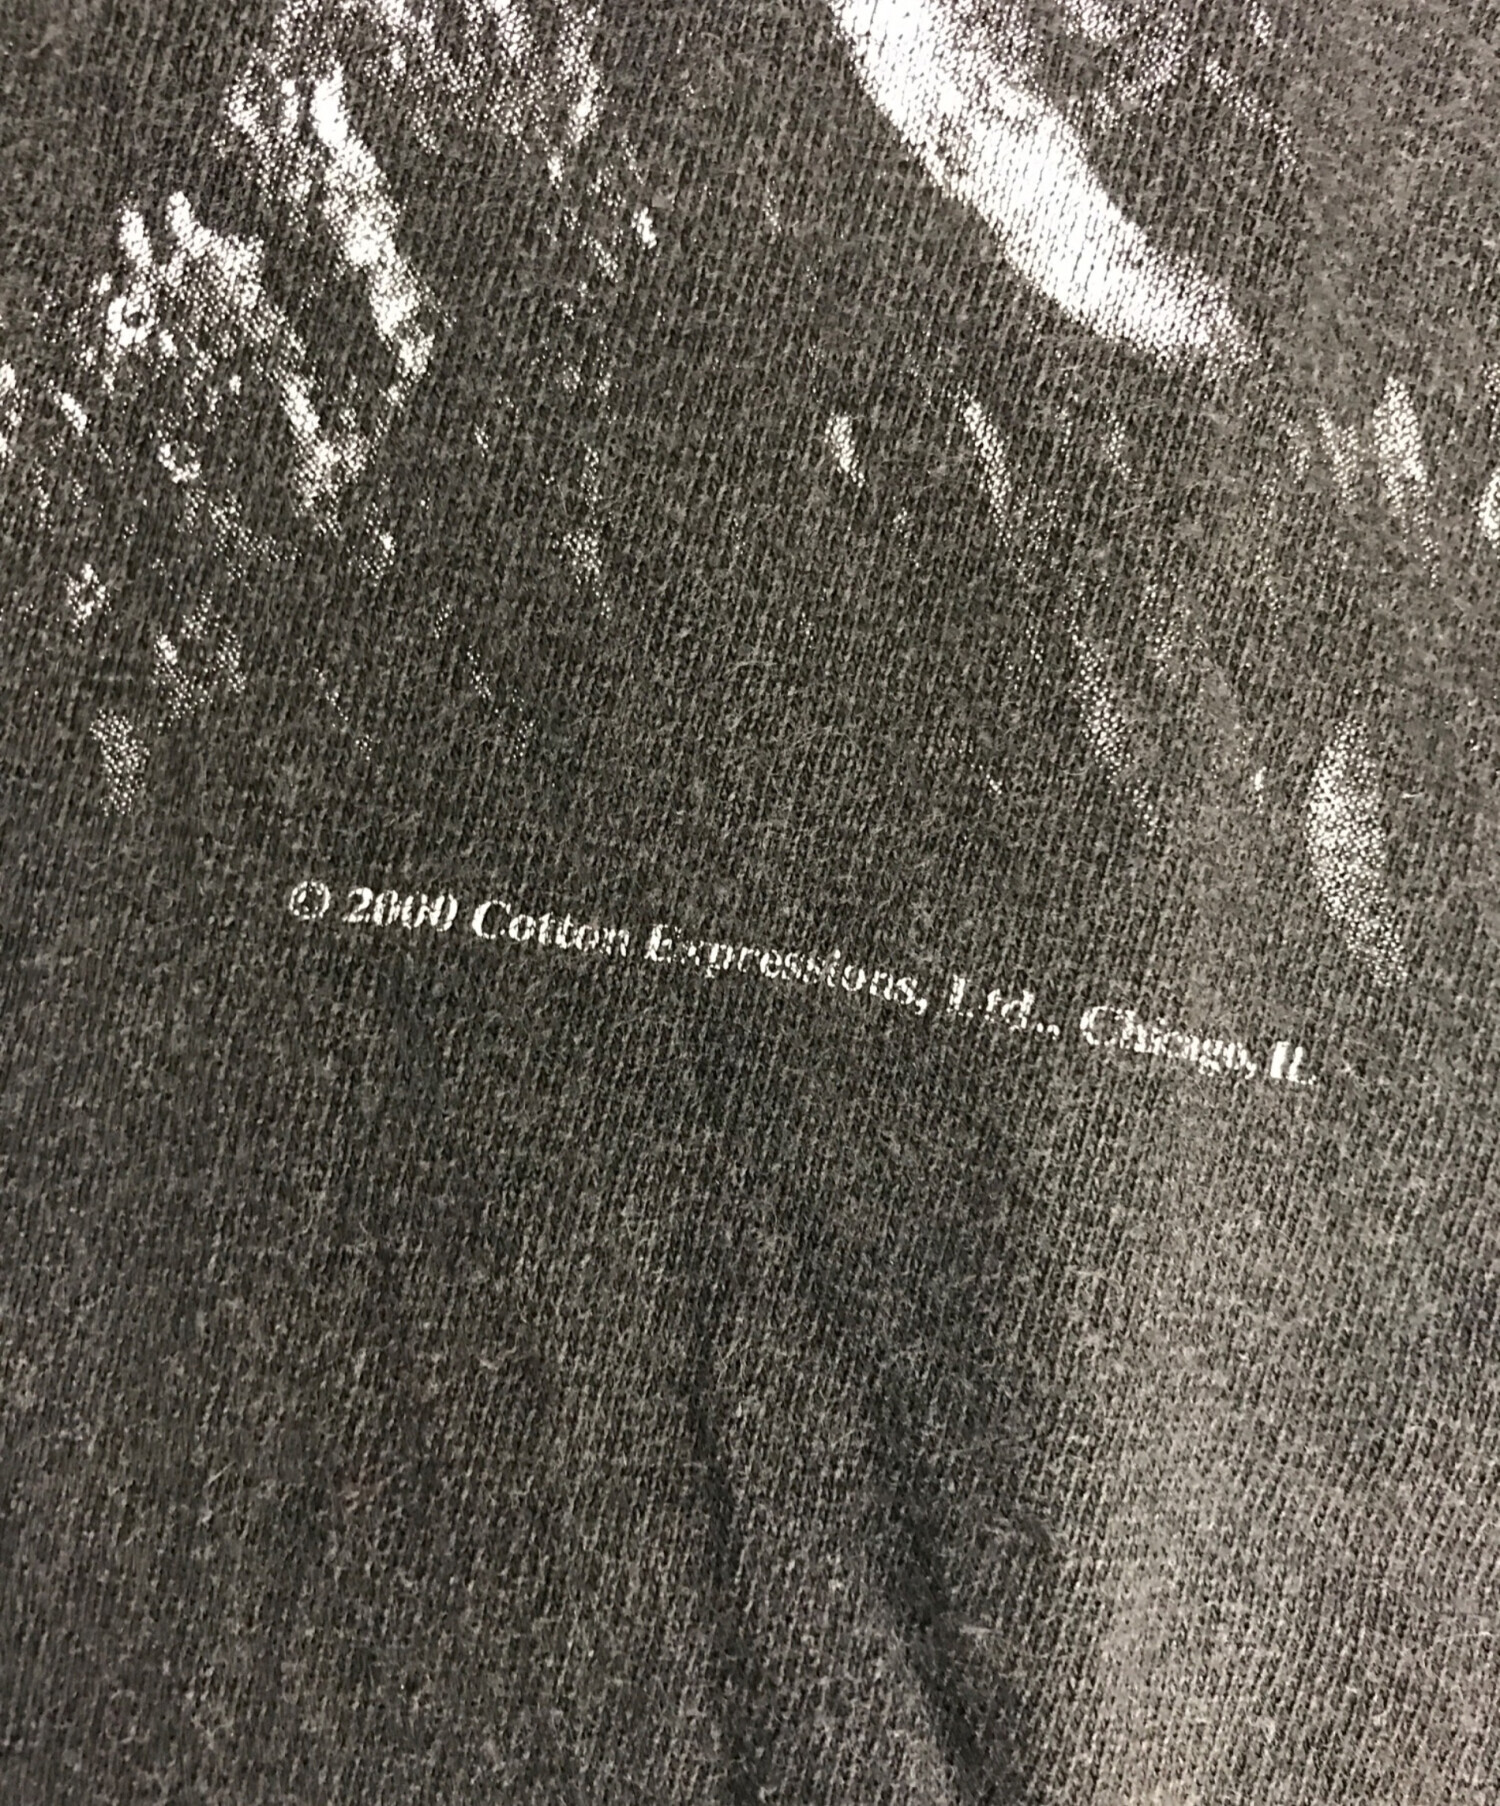 © 2000 Cotton Expressions, Ltd., Chicago, IL